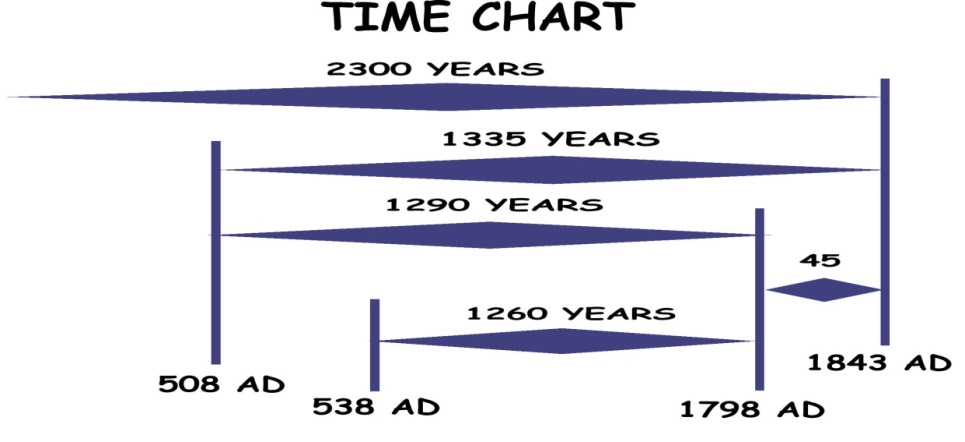 TIME CHART
2300 YEARS
1335 YEARS
1290 YEARS
45
1260 YEARS
1843 AD
508 AD
538 AD
1798 AD